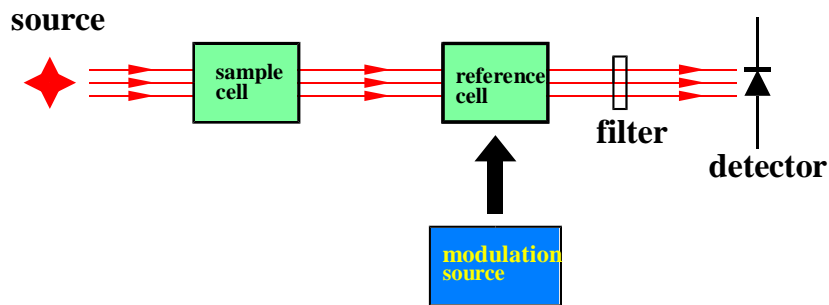 source
sample
cell
reference
cell
filter
detector
modulation
source